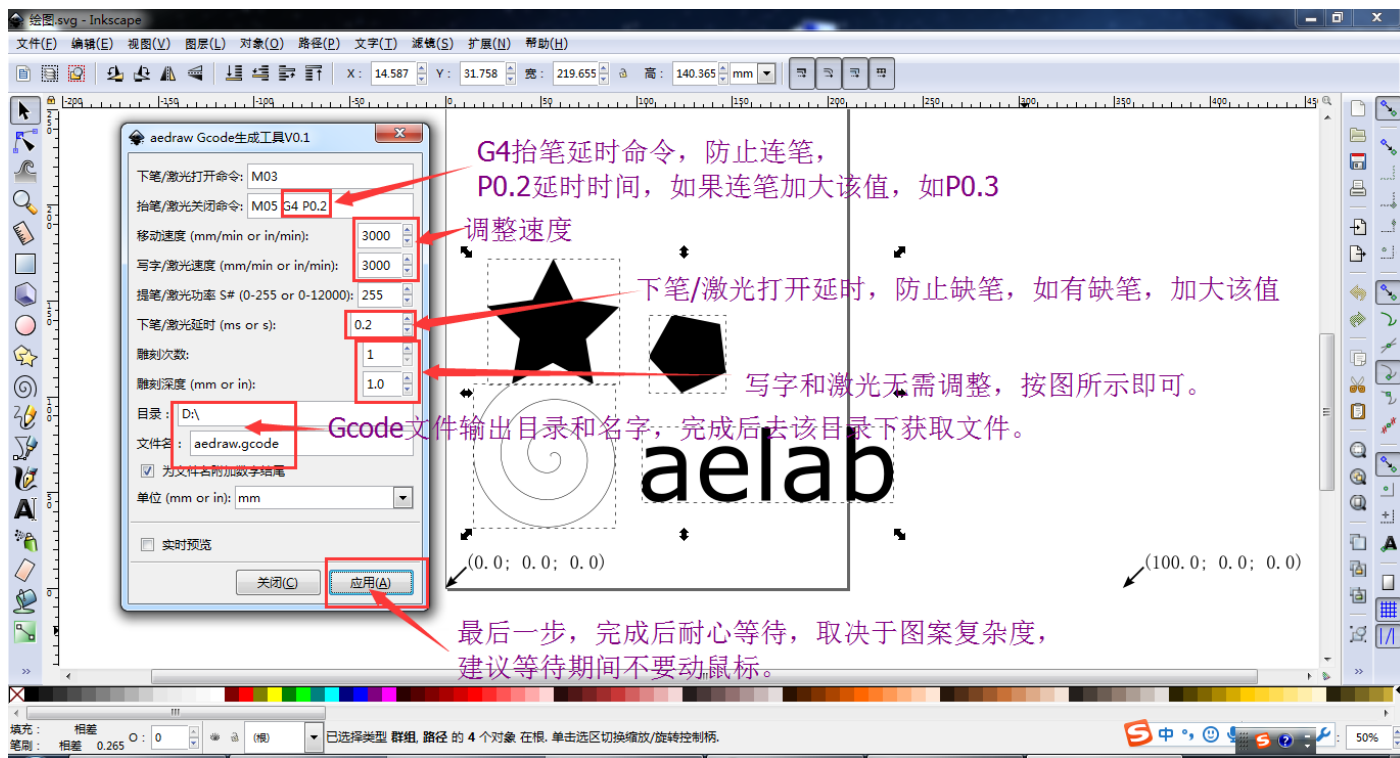 绘图.svg - Inkscape
文件(F) 编辑(E) 视图(V) 图层(L) 对象(O) 路径(P) 文字(T) 滤镜(S) 扩展(N) 帮助(H)
X: 14.587 Y: 31.758 宽: 219.655 高: 140.365 mm
aedraw Gcode生成工具V0.1
下笔/激光打开命令: M03
抬笔/激光关闭命令: M05 G4 P0.2
移动速度 (mm/min or in/min): 3000
写字/激光速度 (mm/min or in/min): 3000
提笔/激光功率 S# (0-255 or 0-12000): 255
下笔/激光延时 (ms or s): 0.2
雕刻次数: 1
雕刻深度 (mm or in): 1.0
目录: D:\
文件名: aedraw.gcode
为文件名附加数字结尾
单位 (mm or in): mm
实时预览
关闭(C) 应用(A)
G4抬笔延时命令，防止连笔，
P0.2延时时间，如果连笔加大该值，如P0.3
调整速度
下笔/激光打开延时，防止缺笔，如有缺笔，加大该值
写字和激光无需调整，按图所示即可。
Gcode文件输出目录和名字，完成后去该目录下获取文件。
aelab
(0.0; 0.0; 0.0)
(100.0; 0.0; 0.0)
最后一步，完成后耐心等待，取决于图案复杂度，
建议等待期间不要动鼠标。
填充: 相差
笔刷: 相差 0.265 O: 0 (根) 已选择类型 群组, 路径 的 4 个对象 在根. 单击选区切换缩放/旋转控制柄.
中
50%